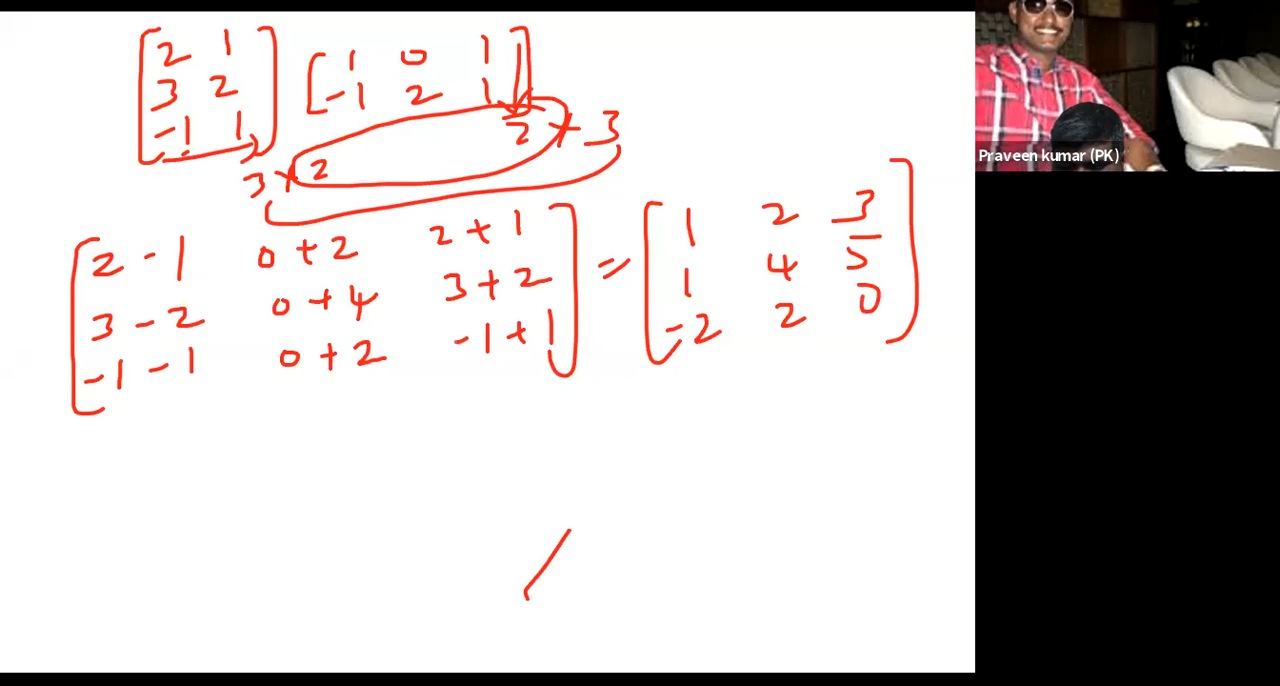 [2 1 [1 0 1]
3 2 -1 2 1]
-1 1] 2 × 3
3 × 2
Praveen kumar (PK)
[2 - 1 0 + 2 2 + 1 = [1 2 3
3 - 2 0 + 4 3 + 2 1 4 5
-1 - 1 0 + 2 -1 + 1] -2 2 0]